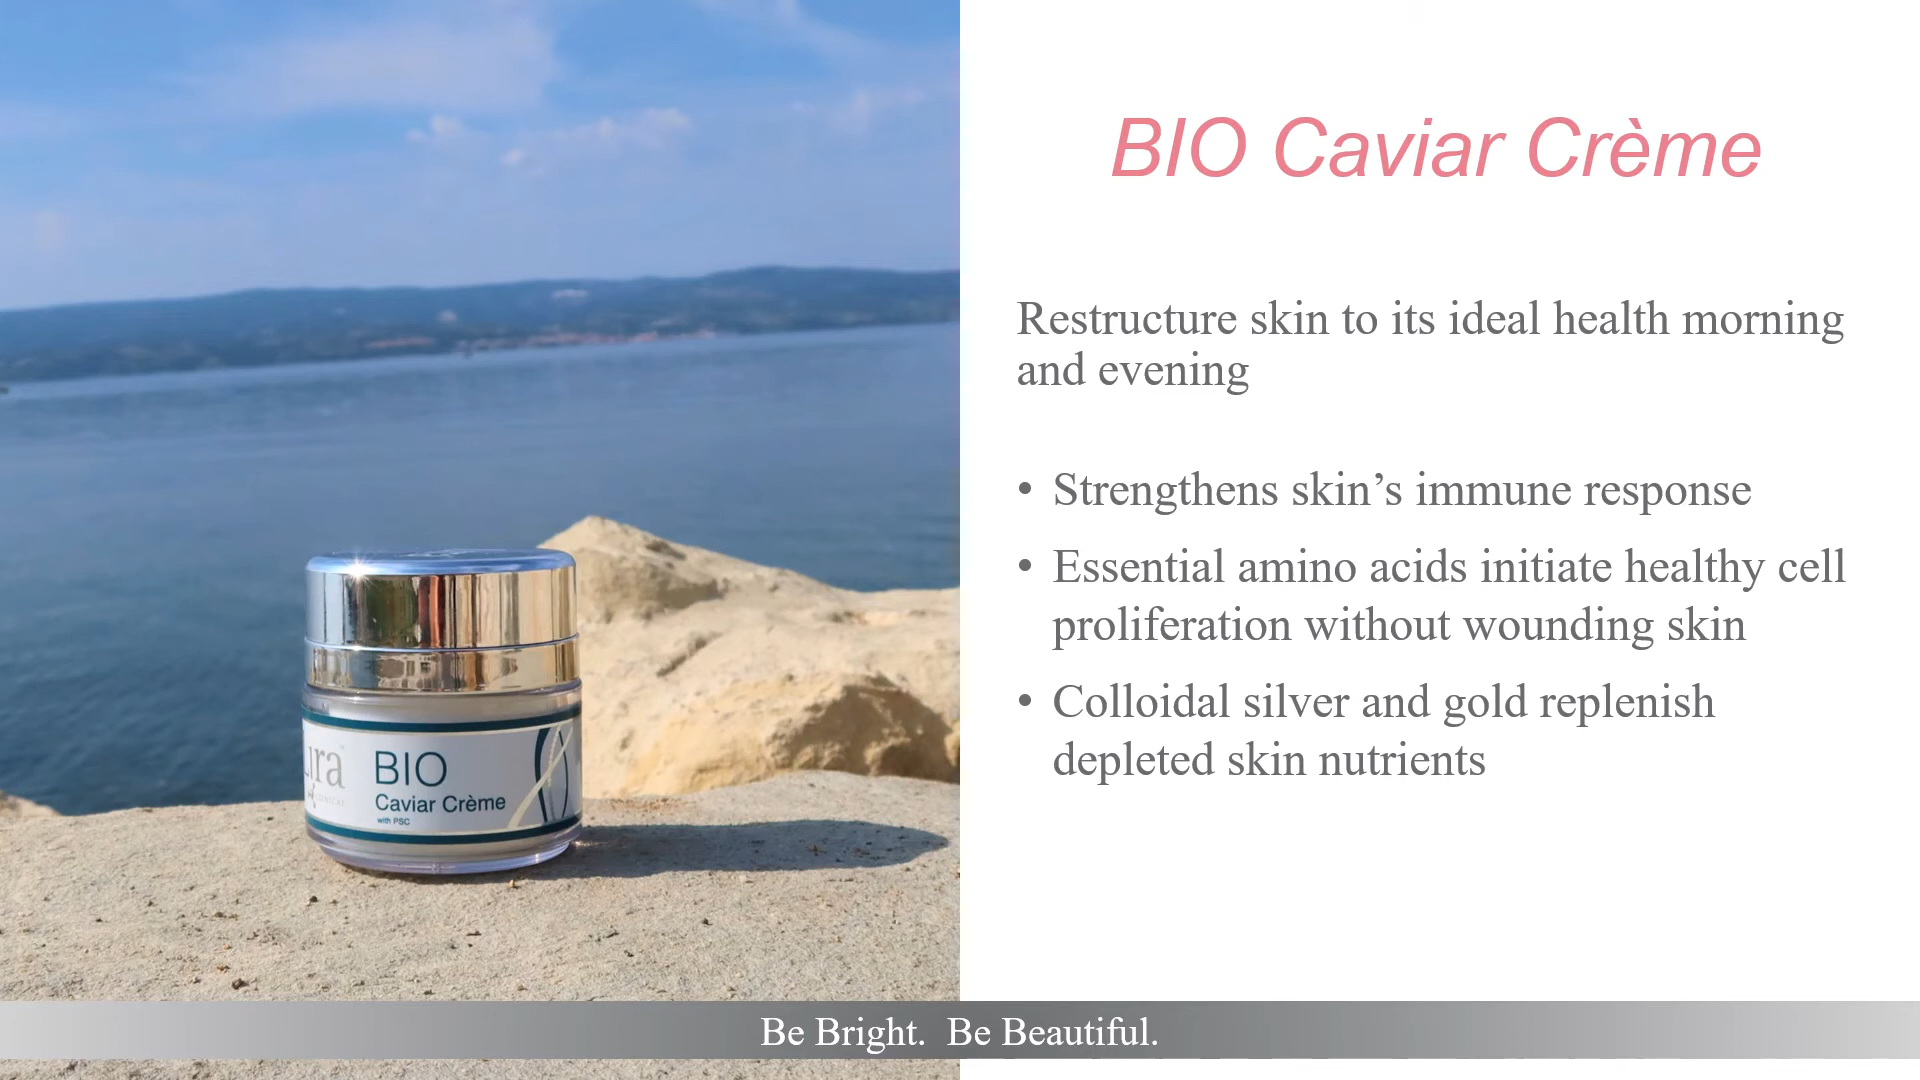 BIO Caviar Crème
Restructure skin to its ideal health morning
and evening
• Strengthens skin’s immune response
• Essential amino acids initiate healthy cell
proliferation without wounding skin
• Colloidal silver and gold replenish
depleted skin nutrients
BIO
Caviar Crème
with PSC
Be Bright.  Be Beautiful.